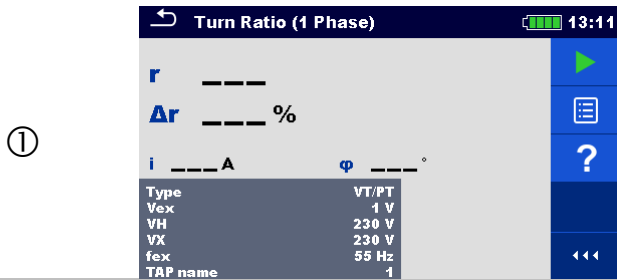 Turn Ratio (1 Phase) 13:11
r ___
Δr ___%
①
i ___A φ ___°
?
Type VT/PT
Vex 1 V
VH 230 V
VX 230 V
fex 55 Hz
TAP name 1